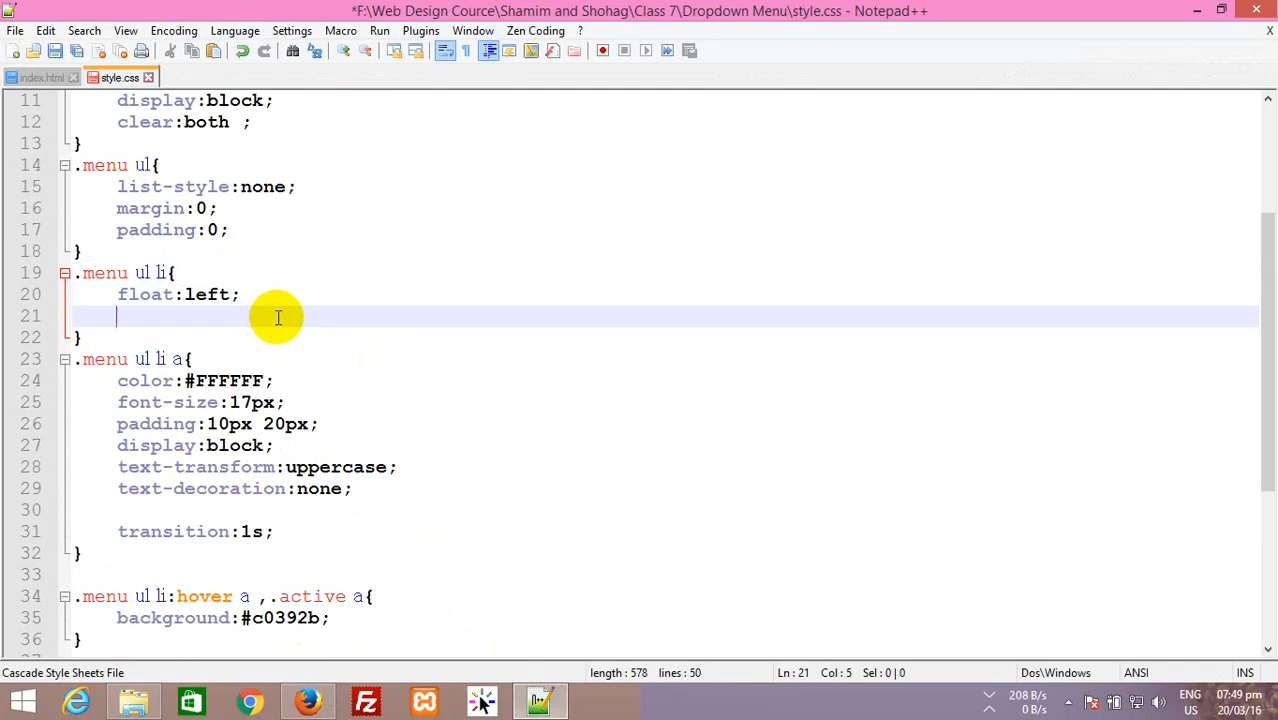 *F:\Web Design Cource\Shamim and Shohag\Class 7\Dropdown Menu\style.css - Notepad++
File Edit Search View Encoding Language Settings Macro Run Plugins Window Zen Coding ? X
index.html style.css
11 display:block;
12 clear:both ;
13 }
14 .menu ul{
15 list-style:none;
16 margin:0;
17 padding:0;
18 }
19 .menu ul li{
20 float:left;
21
22 }
23 .menu ul li a{
24 color:#FFFFFF;
25 font-size:17px;
26 padding:10px 20px;
27 display:block;
28 text-transform:uppercase;
29 text-decoration:none;
30
31 transition:1s;
32 }
33
34 .menu ul li:hover a ,.active a{
35 background:#c0392b;
36 }
Cascade Style Sheets File length : 578 lines : 50 Ln : 21 Col : 5 Sel : 0 | 0 Dos\Windows ANSI INS
208 B/s ENG 07:49 pm
0 B/s US 20/03/16